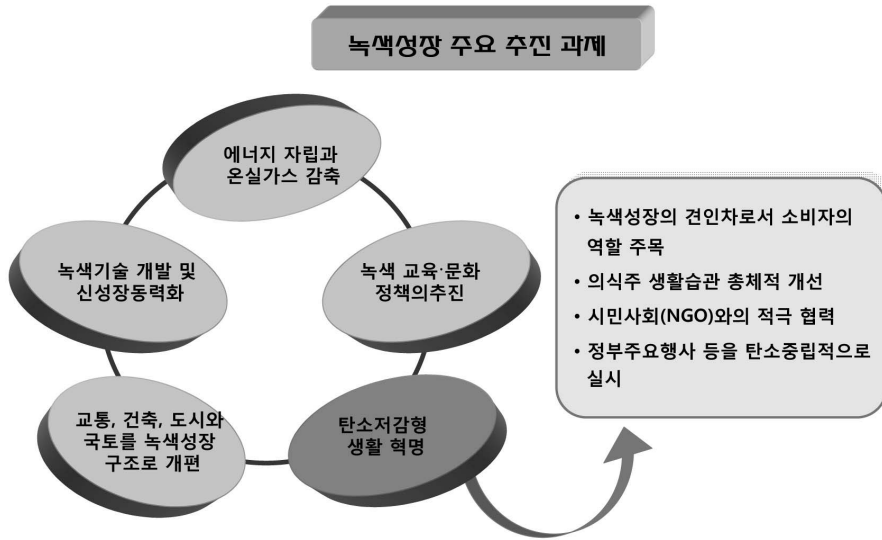 녹색성장 주요 추진 과제
에너지 자립과
온실가스 감축
녹색기술 개발 및
신성장동력화
녹색 교육·문화
정책의추진
교통, 건축, 도시와
국토를 녹색성장
구조로 개편
탄소저감형
생활 혁명
• 녹색성장의 견인차로서 소비자의
역할 주목
• 의식주 생활습관 총체적 개선
• 시민사회(NGO)와의 적극 협력
• 정부주요행사 등을 탄소중립적으로
실시